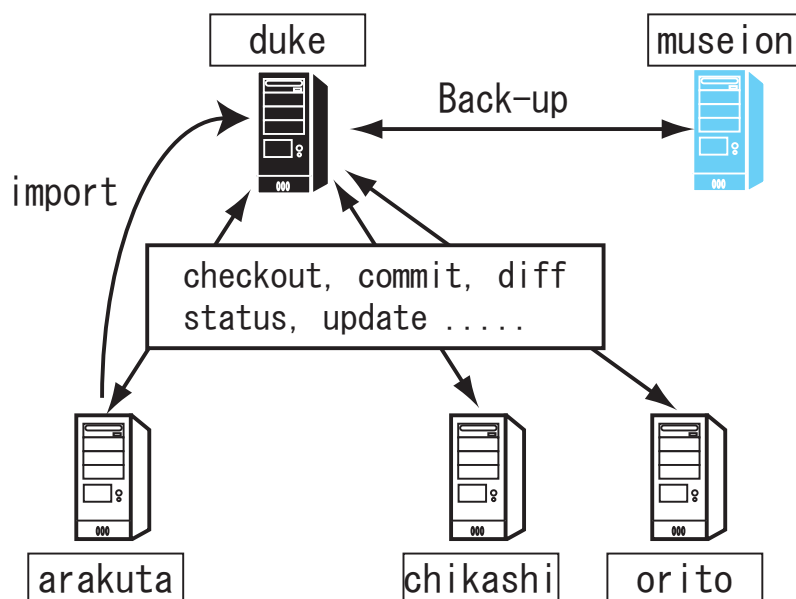 duke
museion
Back-up
import
checkout, commit, diff
status, update .....
arakuta
chikashi
orito